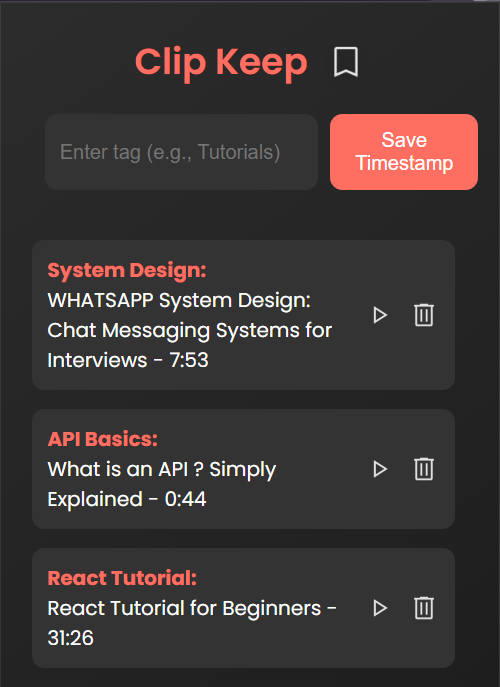 Clip Keep
Enter tag (e.g., Tutorials)
Save
Timestamp
System Design:
WHATSAPP System Design:
Chat Messaging Systems for
Interviews - 7:53
API Basics:
What is an API ? Simply
Explained - 0:44
React Tutorial:
React Tutorial for Beginners -
31:26